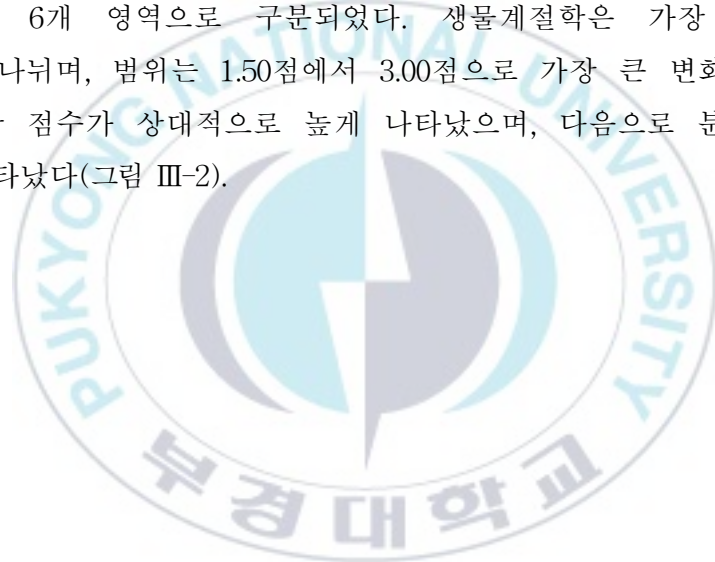 6개 영역으로 구분되었다. 생물계절학은 가장
나뉘며, 범위는 1.50점에서 3.00점으로 가장 큰
점수가 상대적으로 높게 나타났으며, 다음으로
타났다(그림 Ⅲ-2).
PUKYONG NATIONAL UNIVERSITY
부경대학교